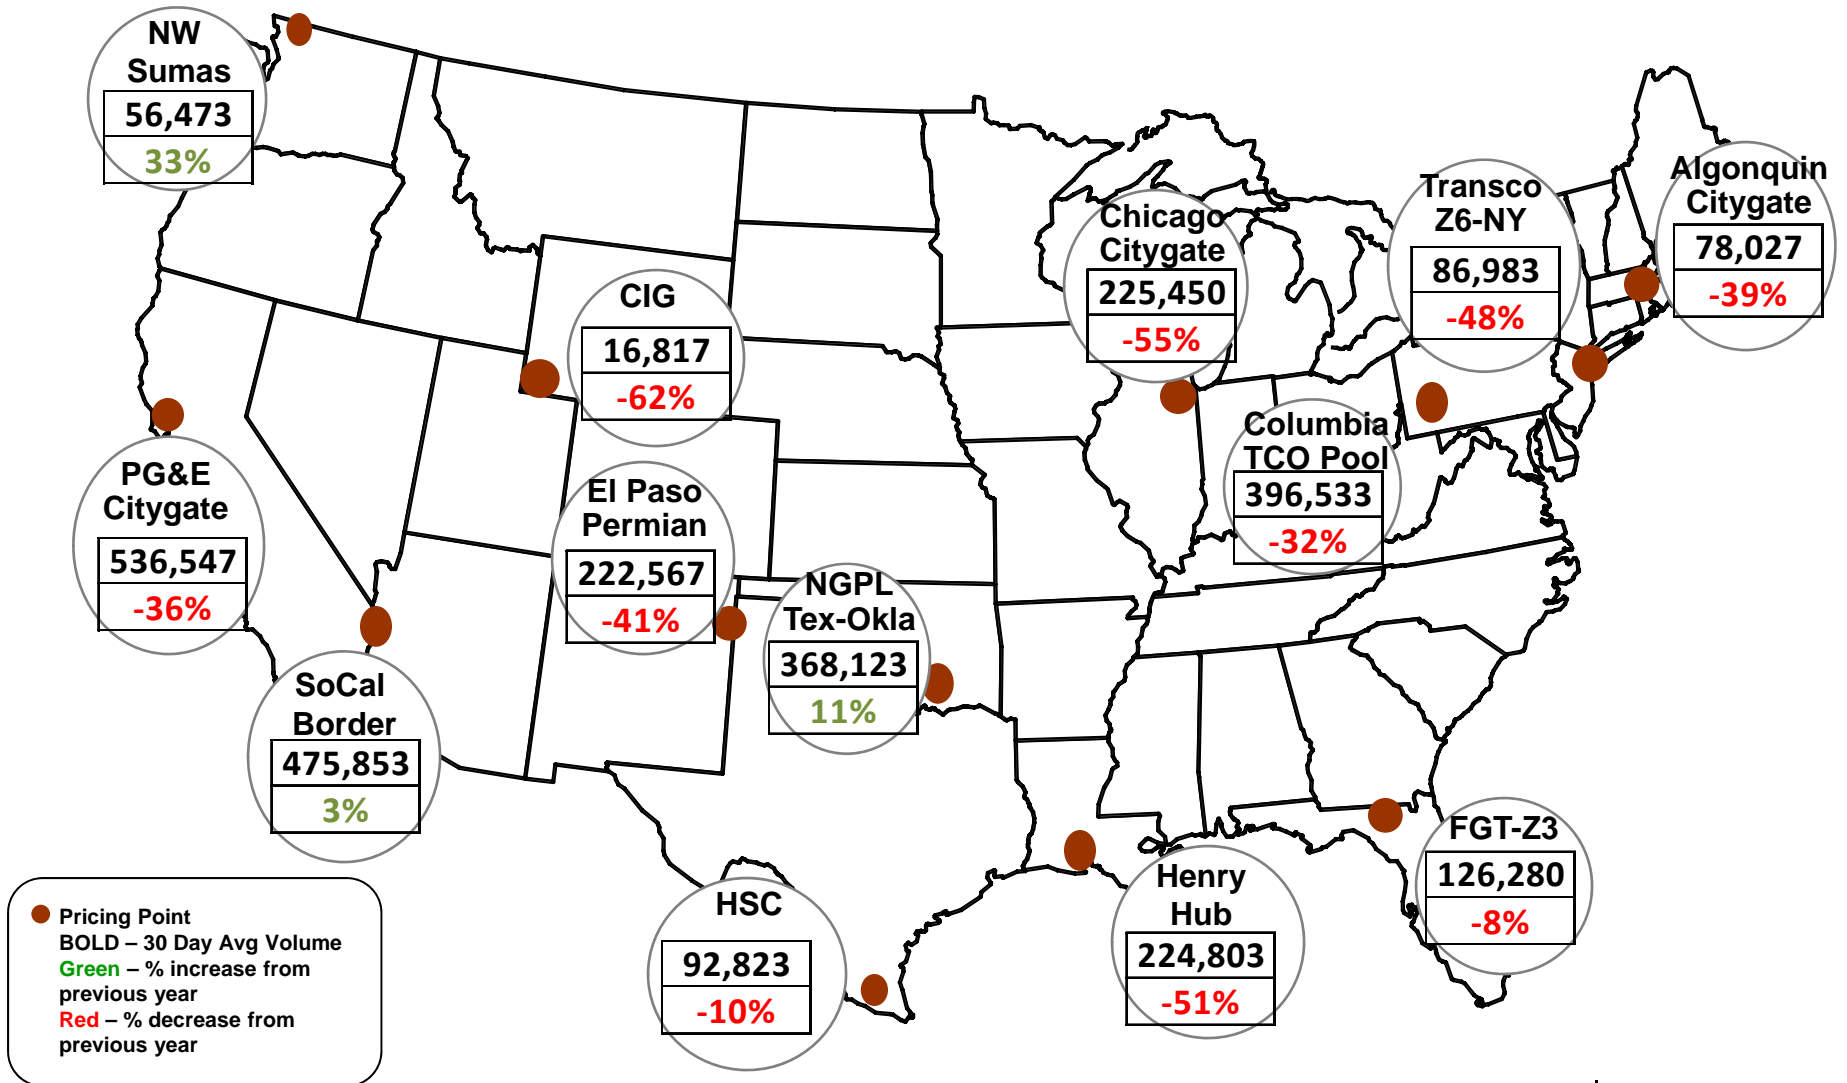 NW
Sumas
56,473
33%
Algonquin
Citygate
78,027
-39%
Transco
Z6-NY
86,983
-48%
Chicago
Citygate
225,450
-55%
CIG
16,817
-62%
Columbia
TCO Pool
396,533
-32%
PG&E
Citygate
536,547
-36%
El Paso
Permian
222,567
-41%
NGPL
Tex-Okla
368,123
11%
SoCal
Border
475,853
3%
FGT-Z3
126,280
-8%
Henry
Hub
224,803
-51%
HSC
92,823
-10%
Pricing Point
BOLD – 30 Day Avg Volume
Green – % increase from
previous year
Red – % decrease from
previous year